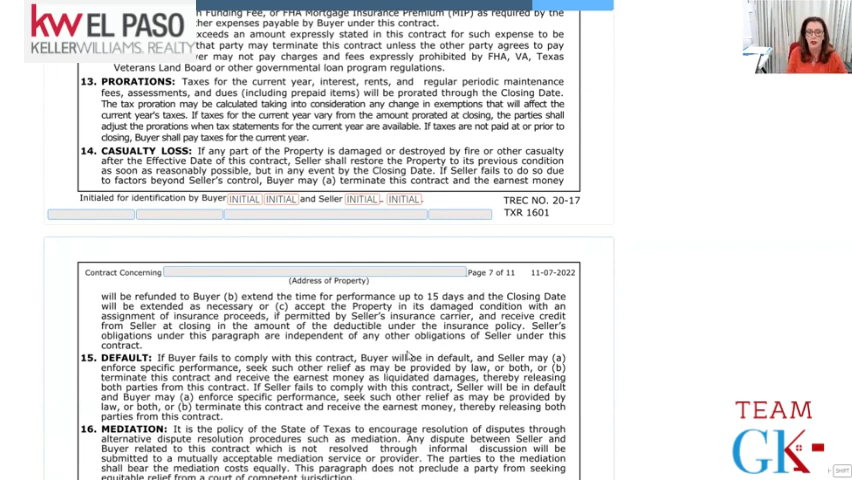 kw EL PASO
KELLERWILLIAMS. REALTY
Funding Fee, or FHA Mortgage Insurance Premium (MIP) as required by the
her expenses payable by Buyer under this contract.
xceeds an amount expressly stated in this contract for such expense to be
that party may terminate this contract unless the other party agrees to pay
yer may not pay charges and fees expressly prohibited by FHA, VA, Texas
Veterans Land Board or other governmental loan program regulations.
13. PRORATIONS: Taxes for the current year, interest, rents, and regular periodic maintenance
fees, assessments, and dues (including prepaid items) will be prorated through the Closing Date.
The tax proration may be calculated taking into consideration any change in exemptions that will affect the
current year's taxes. If taxes for the current year vary from the amount prorated at closing, the parties shall
adjust the prorations when tax statements for the current year are available. If taxes are not paid at or prior to
closing, Buyer shall pay taxes for the current year.
14. CASUALTY LOSS: If any part of the Property is damaged or destroyed by fire or other casualty
after the Effective Date of this contract, Seller shall restore the Property to its previous condition
as soon as reasonably possible, but in any event by the Closing Date. If Seller fails to do so due
to factors beyond Seller's control, Buyer may (a) terminate this contract and the earnest money
Initialed for identification by Buyer INITIAL INITIAL and Seller INITIAL INITIAL.
TREC NO. 20-17
TXR 1601
Contract Concerning Page 7 of 11 11-07-2022
(Address of Property)
will be refunded to Buyer (b) extend the time for performance up to 15 days and the Closing Date
will be extended as necessary or (c) accept the Property in its damaged condition with an
assignment of insurance proceeds, if permitted by Seller's insurance carrier, and receive credit
from Seller at closing in the amount of the deductible under the insurance policy. Seller's
obligations under this paragraph are independent of any other obligations of Seller under this
contract.
15. DEFAULT: If Buyer fails to comply with this contract, Buyer will be in default, and Seller may (a)
enforce specific performance, seek such other relief as may be provided by law, or both, or (b)
terminate this contract and receive the earnest money as liquidated damages, thereby releasing
both parties from this contract. If Seller fails to comply with this contract, Seller will be in default
and Buyer may (a) enforce specific performance, seek such other relief as may be provided by
law, or both, or (b) terminate this contract and receive the earnest money, thereby releasing both
parties from this contract.
16. MEDIATION: It is the policy of the State of Texas to encourage resolution of disputes through
alternative dispute resolution procedures such as mediation. Any dispute between Seller and
Buyer related to this contract which is not resolved through informal discussion will be
submitted to a mutually acceptable mediation service or provider. The parties to the mediation
shall bear the mediation costs equally. This paragraph does not preclude a party from seeking
equitable relief from a court of competent jurisdiction.
TEAM
GK
SHIFT